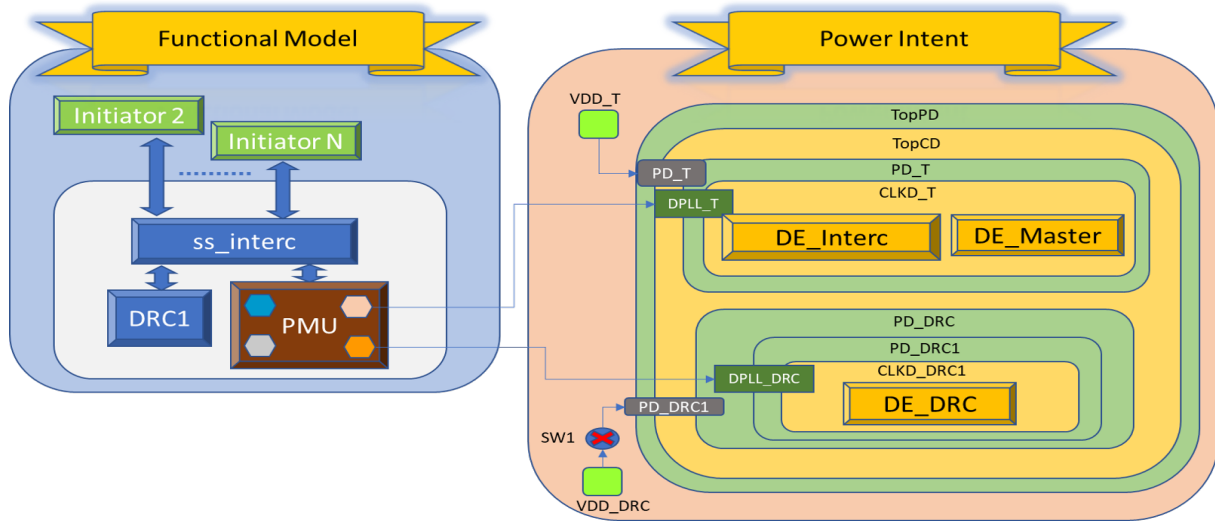 Functional Model
Initiator 2
Initiator N
ss_interc
DRC1
PMU
Power Intent
VDD_T
TopPD
TopCD
PD_T
PD_T
CLKD_T
DPLL_T
DE_Interc
DE_Master
PD_DRC
PD_DRC1
CLKD_DRC1
DPLL_DRC
DE_DRC
PD_DRC1
SW1
VDD_DRC